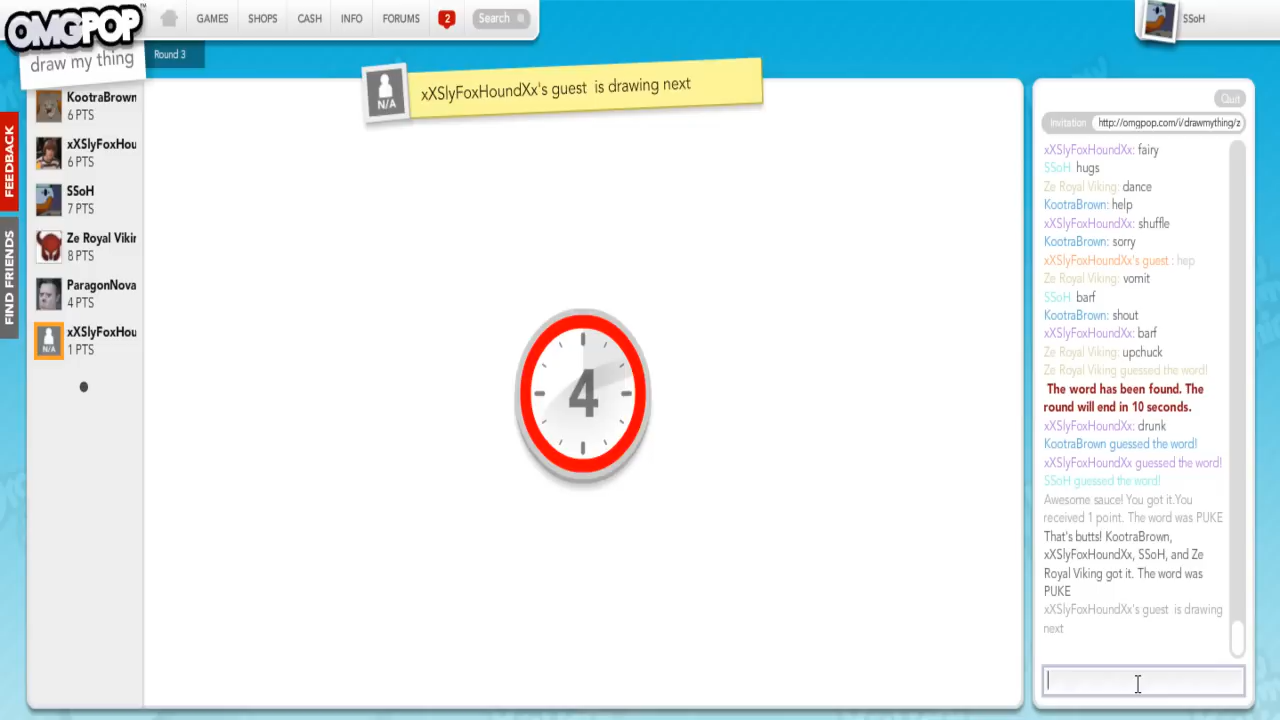 OMGPOP
GAMES
SHOPS
CASH
INFO
FORUMS
2
Search
SSoH
draw my thing
Round 3
xXSlyFoxHoundXx's guest is drawing next
N/A
FEEDBACK
FIND FRIENDS
KootraBrown
6 PTS
xXSlyFoxHou
6 PTS
SSoH
7 PTS
Ze Royal Vikin
8 PTS
ParagonNova
4 PTS
xXSlyFoxHou
1 PTS
N/A
4
Quit
Invitation http://omgpop.com/i/drawmything/z
xXSlyFoxHoundXx: fairy
SSoH: hugs
Ze Royal Viking: dance
KootraBrown: help
xXSlyFoxHoundXx: shuffle
KootraBrown: sorry
xXSlyFoxHoundXx's guest : hep
Ze Royal Viking: vomit
SSoH: barf
KootraBrown: shout
xXSlyFoxHoundXx: barf
Ze Royal Viking: upchuck
Ze Royal Viking guessed the word!
The word has been found. The
round will end in 10 seconds.
xXSlyFoxHoundXx: drunk
KootraBrown guessed the word!
xXSlyFoxHoundXx guessed the word!
SSoH guessed the word!
Awesome sauce! You got it.You
received 1 point. The word was PUKE
That's butts! KootraBrown,
xXSlyFoxHoundXx, SSoH, and Ze
Royal Viking got it. The word was
PUKE
xXSlyFoxHoundXx's guest is drawing
next